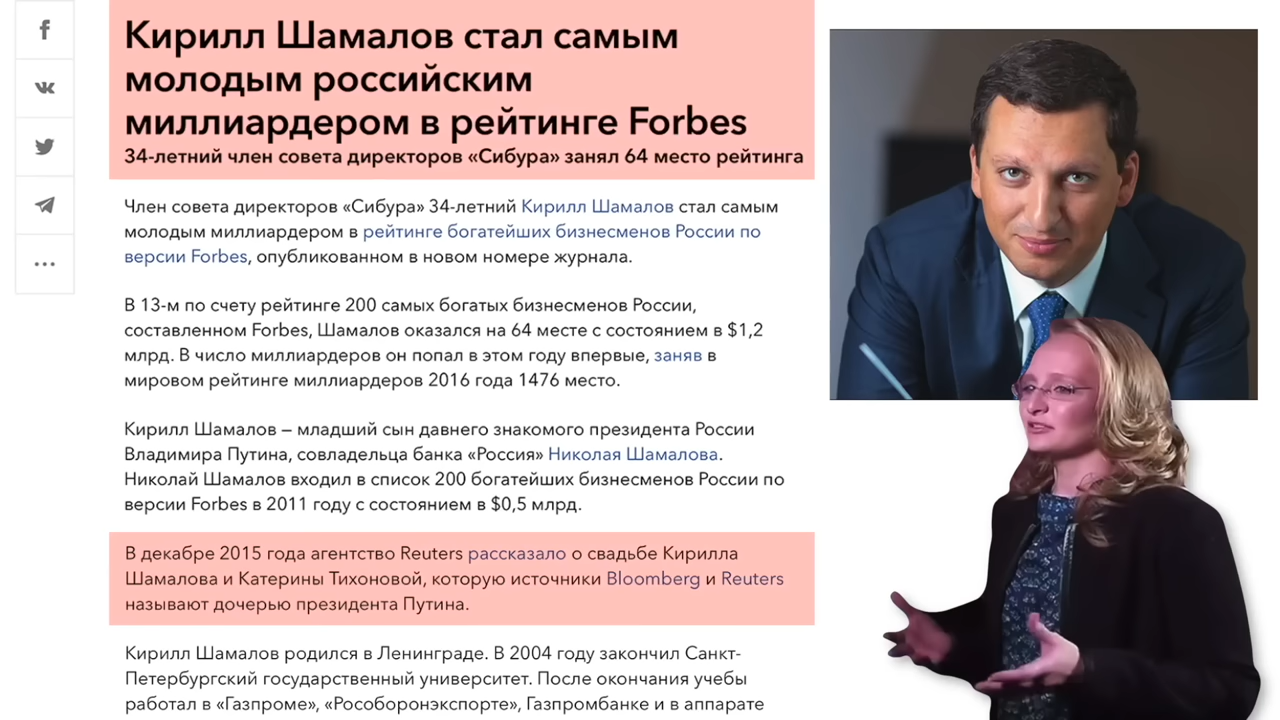 Кирилл Шамалов стал самым
молодым российским
миллиардером в рейтинге Forbes
34-летний член совета директоров «Сибура» занял 64 место рейтинга
Член совета директоров «Сибура» 34-летний Кирилл Шамалов стал самым
молодым миллиардером в рейтинге богатейших бизнесменов России по
версии Forbes, опубликованном в новом номере журнала.
В 13-м по счету рейтинге 200 самых богатых бизнесменов России,
составленном Forbes, Шамалов оказался на 64 месте с состоянием в $1,2
млрд. В число миллиардеров он попал в этом году впервые, заняв в
мировом рейтинге миллиардеров 2016 года 1476 место.
Кирилл Шамалов — младший сын давнего знакомого президента России
Владимира Путина, совладельца банка «Россия» Николая Шамалова.
Николай Шамалов входил в список 200 богатейших бизнесменов России по
версии Forbes в 2011 году с состоянием в $0,5 млрд.
В декабре 2015 года агентство Reuters рассказало о свадьбе Кирилла
Шамалова и Катерины Тихоновой, которую источники Bloomberg и Reuters
называют дочерью президента Путина.
Кирилл Шамалов родился в Ленинграде. В 2004 году закончил Санкт-
Петербургский государственный университет. После окончания учебы
работал в «Газпроме», «Рособоронэкспорте», Газпромбанке и в аппарате